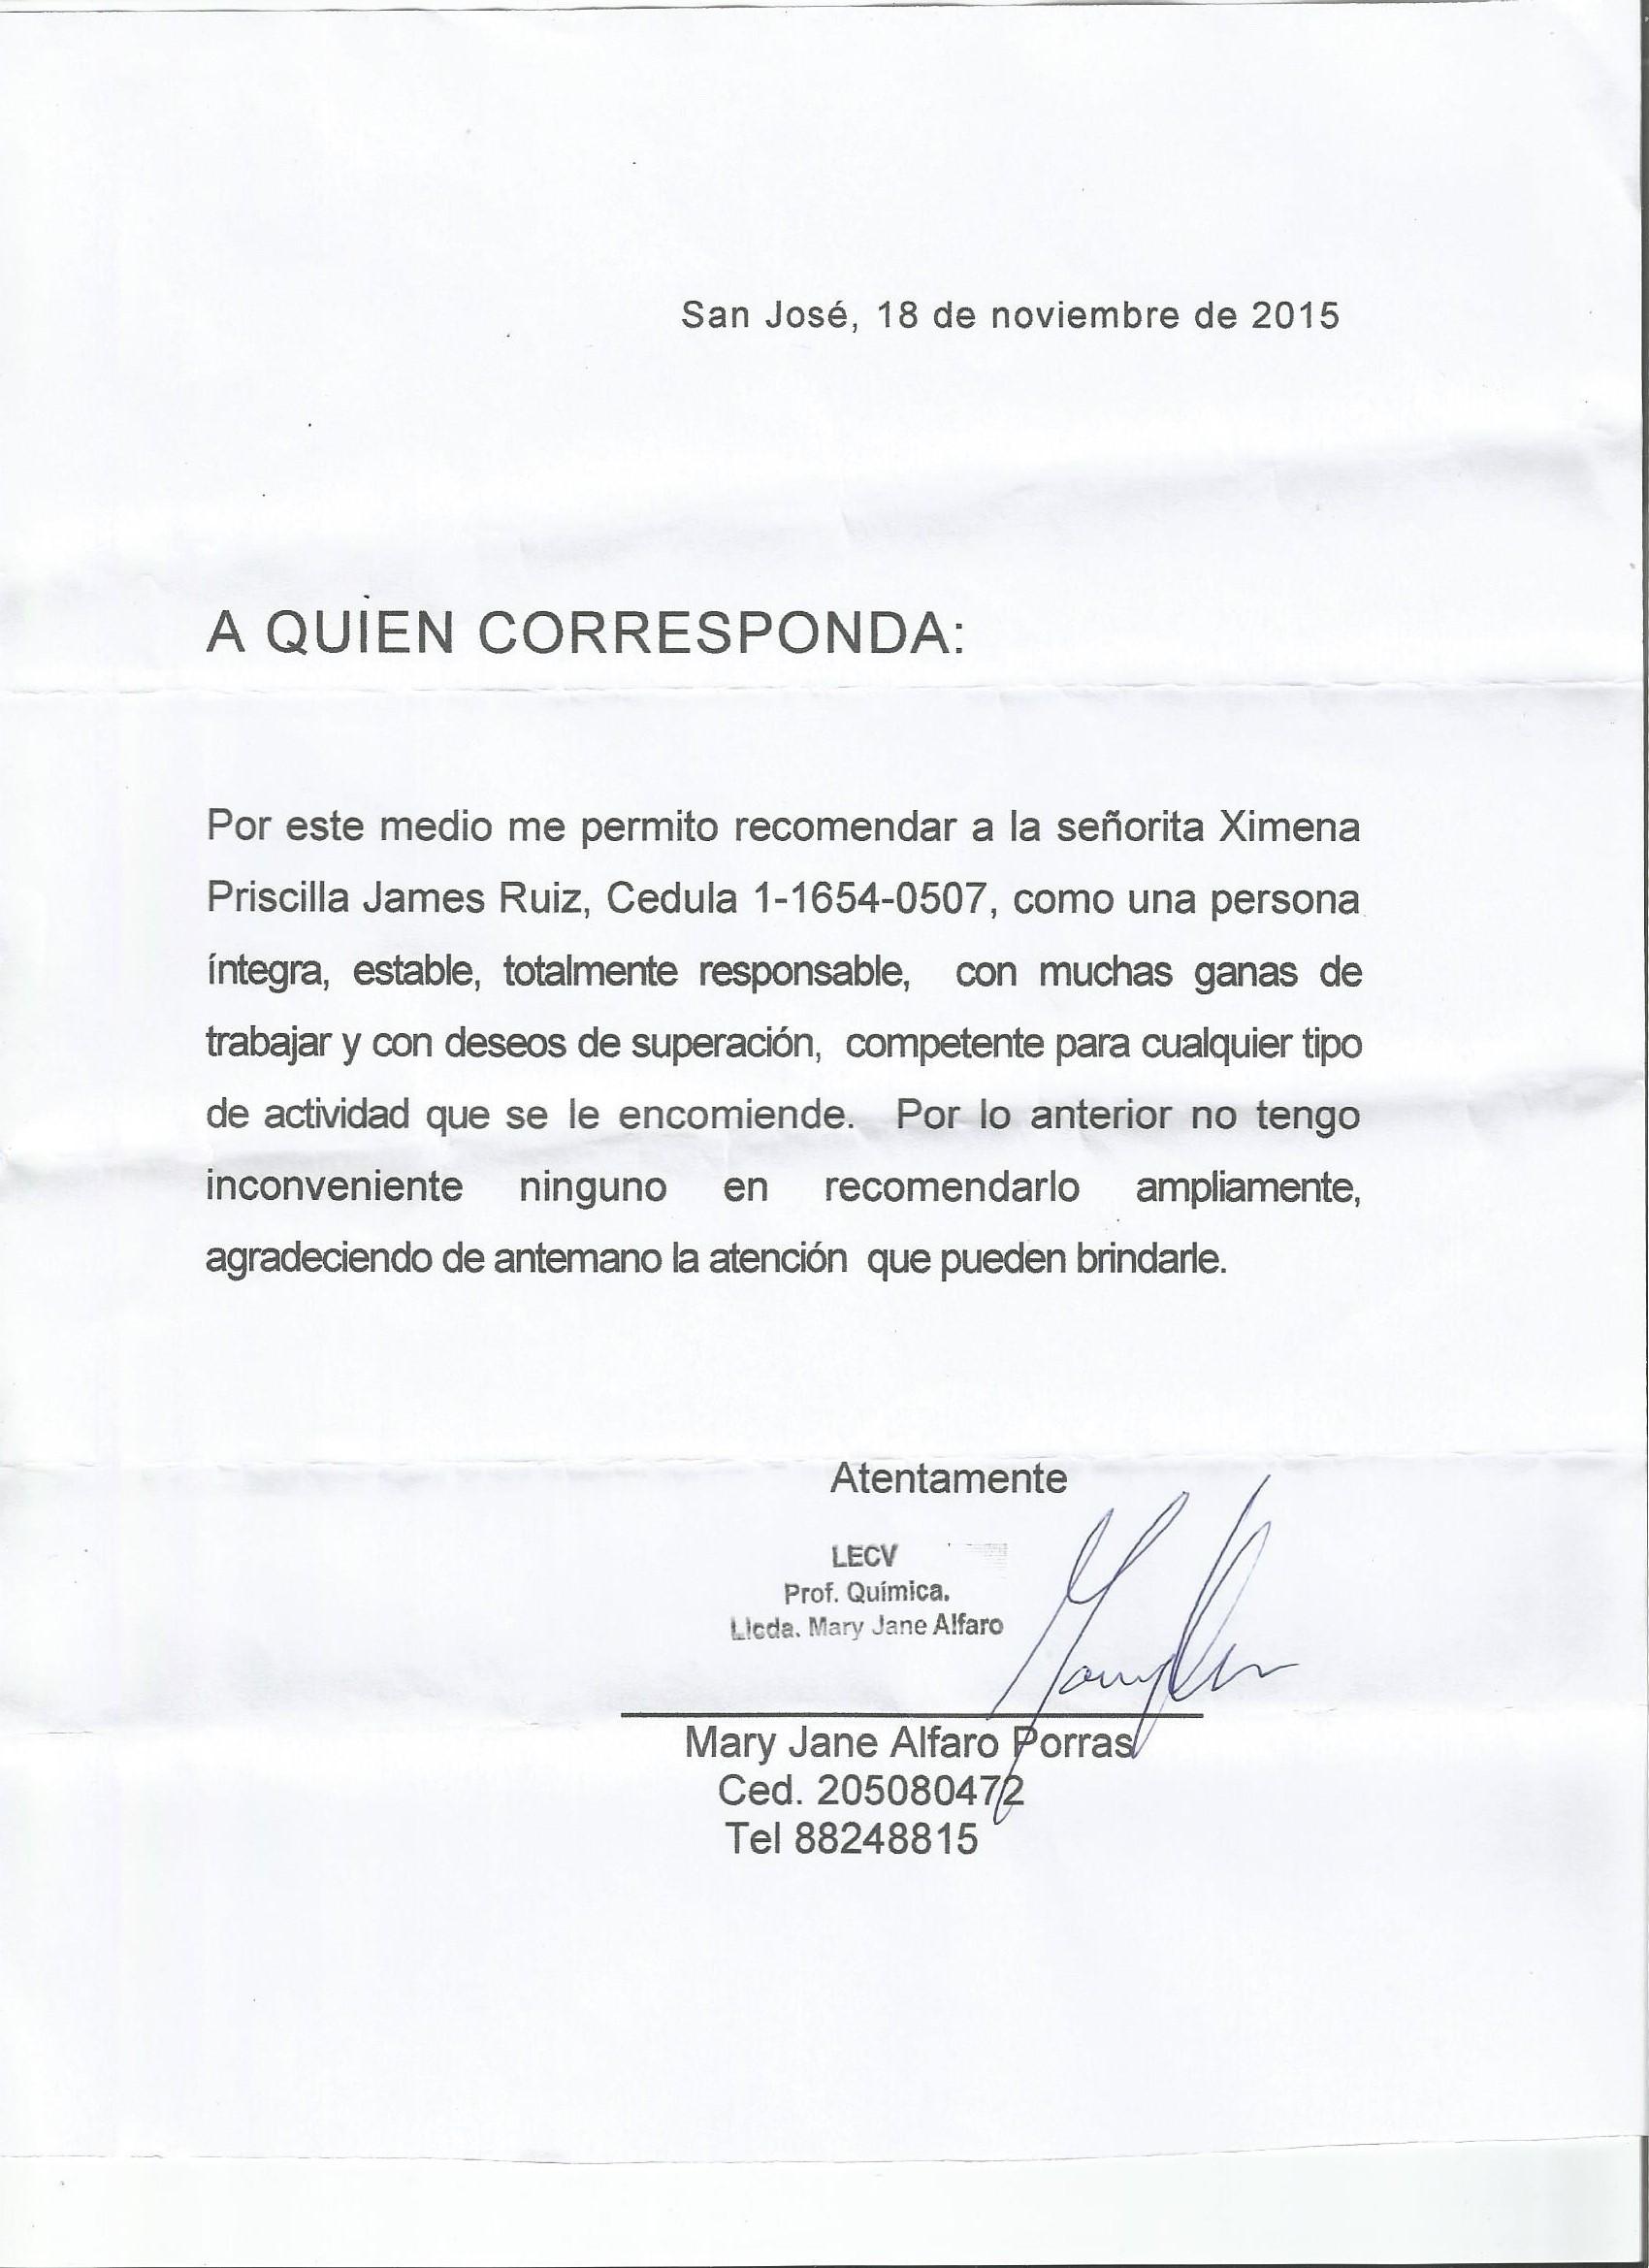 San José, 18 de noviembre de 2015
A QUIEN CORRESPONDA:
Por este medio me permito recomendar a la señorita Ximena
Priscilla James Ruiz, Cedula 1-1654-0507, como una persona
íntegra, estable, totalmente responsable, con muchas ganas de
trabajar y con deseos de superación, competente para cualquier tipo
de actividad que se le encomiende. Por lo anterior no tengo
inconveniente ninguno en recomendarlo ampliamente,
agradeciendo de antemano la atención que pueden brindarle.
Atentamente
LECV
Prof. Química.
Licda. Mary Jane Alfaro
Mary Jane Alfaro Porras
Ced. 205080472
Tel 88248815